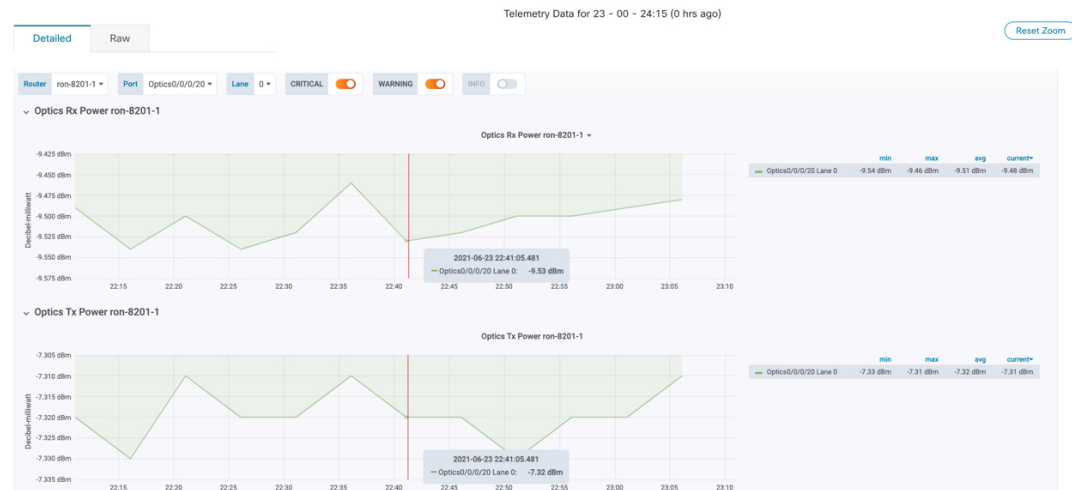 Telemetry Data for 23 - 00 - 24:15 (0 hrs ago)
Reset Zoom
Detailed Raw
Router ron-8201-1 Port Optics0/0/0/20 Lane 0 CRITICAL WARNING INFO
Optics Rx Power ron-8201-1
Optics Rx Power ron-8201-1
Decibel-milliwatt
-9.425 dBm
-9.450 dBm
-9.475 dBm
-9.500 dBm
-9.525 dBm
-9.550 dBm
-9.575 dBm
22:15 22:20 22:25 22:30 22:35 22:40 22:45 22:50 22:55 23:00 23:05 23:10
2021-06-23 22:41:05.481
Optics0/0/0/20 Lane 0: -9.53 dBm
min max avg current
Optics0/0/0/20 Lane 0 -9.54 dBm -9.46 dBm -9.51 dBm -9.48 dBm
Optics Tx Power ron-8201-1
Optics Tx Power ron-8201-1
Decibel-milliwatt
-7.305 dBm
-7.310 dBm
-7.315 dBm
-7.320 dBm
-7.325 dBm
-7.330 dBm
-7.335 dBm
22:15 22:20 22:25 22:30 22:35 22:40 22:45 22:50 22:55 23:00 23:05 23:10
2021-06-23 22:41:05.481
Optics0/0/0/20 Lane 0: -7.32 dBm
min max avg current
Optics0/0/0/20 Lane 0 -7.33 dBm -7.31 dBm -7.32 dBm -7.31 dBm